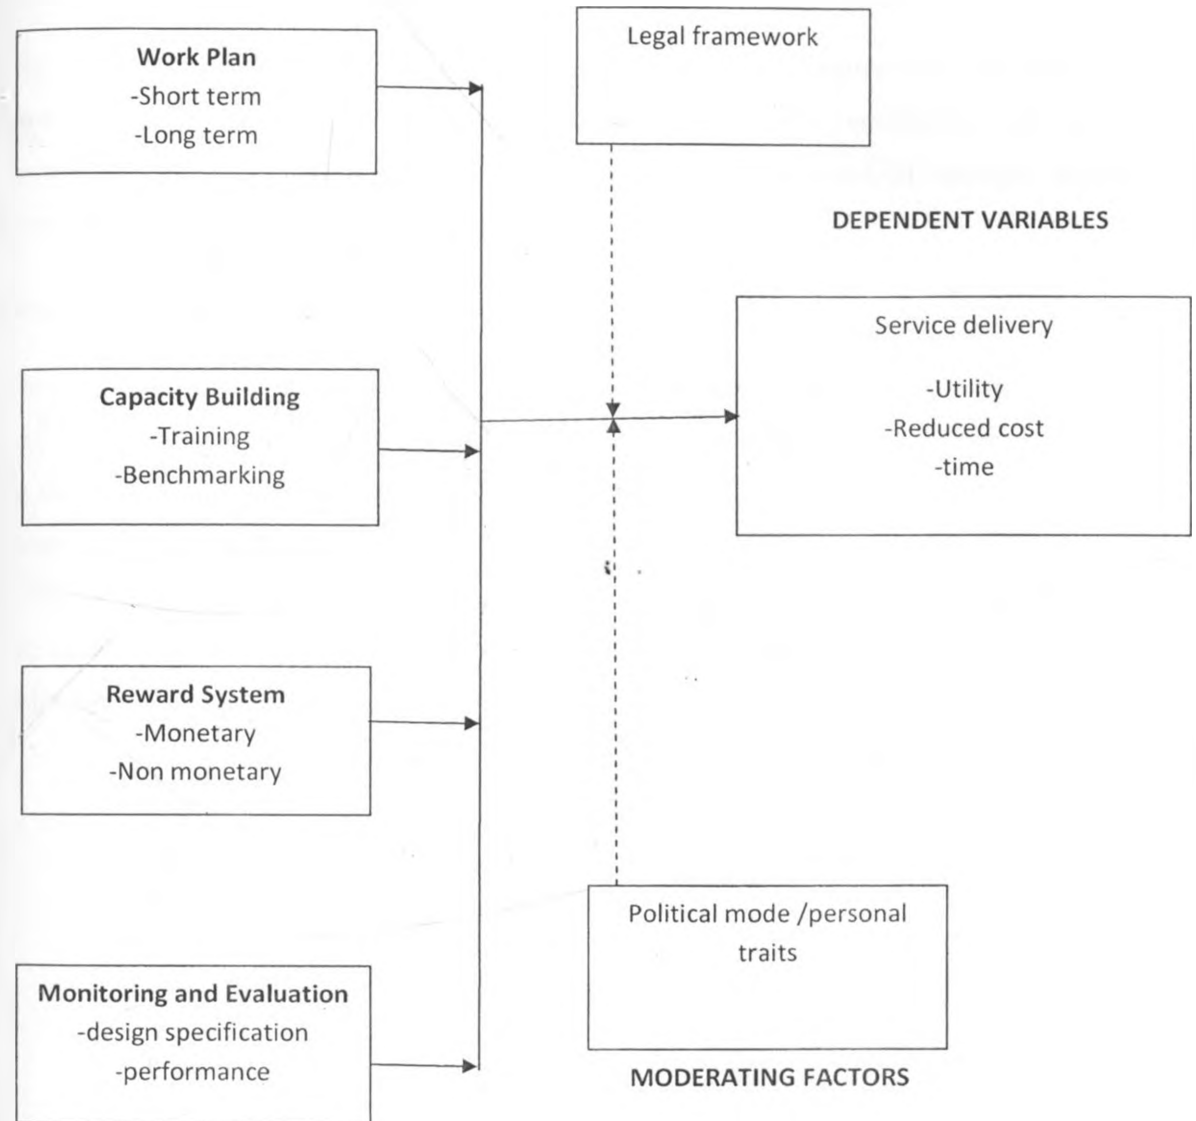 Work Plan
-Short term
-Long term
Legal framework
DEPENDENT VARIABLES
Service delivery
-Utility
-Reduced cost
-time
Capacity Building
-Training
-Benchmarking
Reward System
-Monetary
-Non monetary
Political mode /personal
traits
Monitoring and Evaluation
-design specification
-performance
MODERATING FACTORS